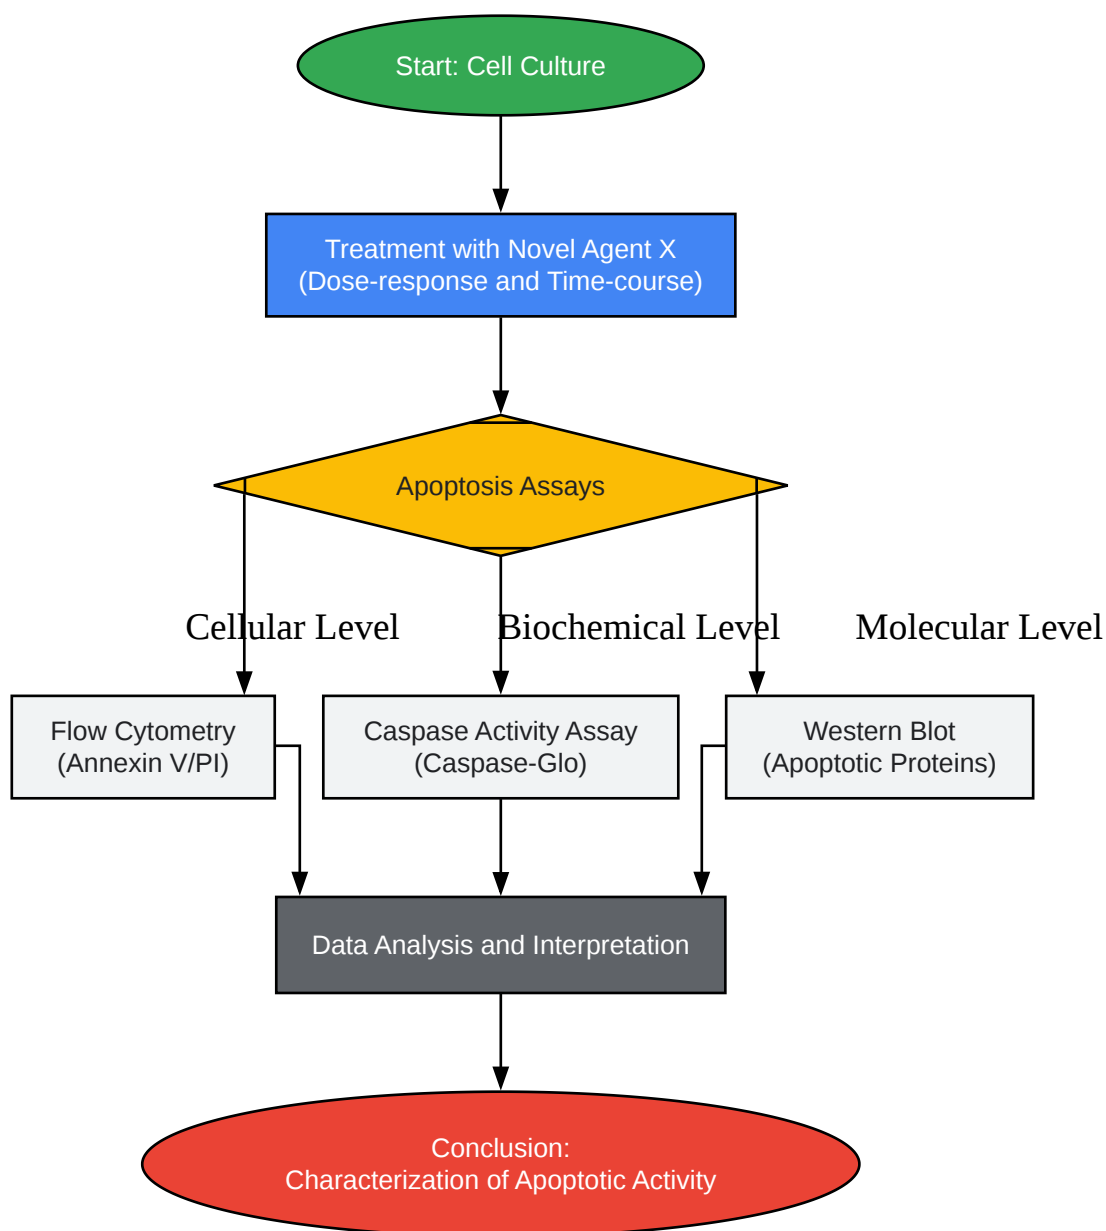 Start: Cell Culture
Treatment with Novel Agent X
(Dose-response and Time-course)
Apoptosis Assays
Cellular Level
Biochemical Level
Molecular Level
Flow Cytometry
(Annexin V/PI)
Caspase Activity Assay
(Caspase-Glo)
Western Blot
(Apoptotic Proteins)
Data Analysis and Interpretation
Conclusion:
Characterization of Apoptotic Activity